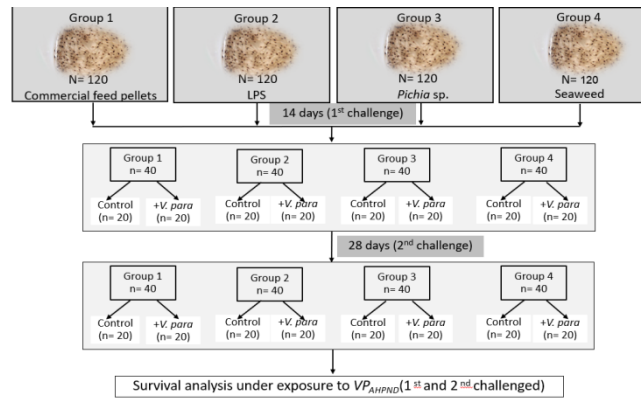 Group 1
Group 2
Group 3
Group 4
N= 120
N= 120
N= 120
N= 120
Commercial feed pellets
LPS
Pichia sp.
Seaweed
14 days (1st challenge)
Group 1
n= 40
Group 2
n= 40
Group 3
n= 40
Group 4
n= 40
Control
(n= 20)
+V. para
(n= 20)
Control
(n= 20)
+V. para
(n= 20)
Control
(n= 20)
+V. para
(n= 20)
Control
(n= 20)
+V. para
(n= 20)
28 days (2nd challenge)
Group 1
n= 40
Group 2
n= 40
Group 3
n= 40
Group 4
n= 40
Control
(n= 20)
+V. para
(n= 20)
Control
(n= 20)
+V. para
(n= 20)
Control
(n= 20)
+V. para
(n= 20)
Control
(n= 20)
+V. para
(n= 20)
Survival analysis under exposure to VPAHPND(1st and 2nd challenged)